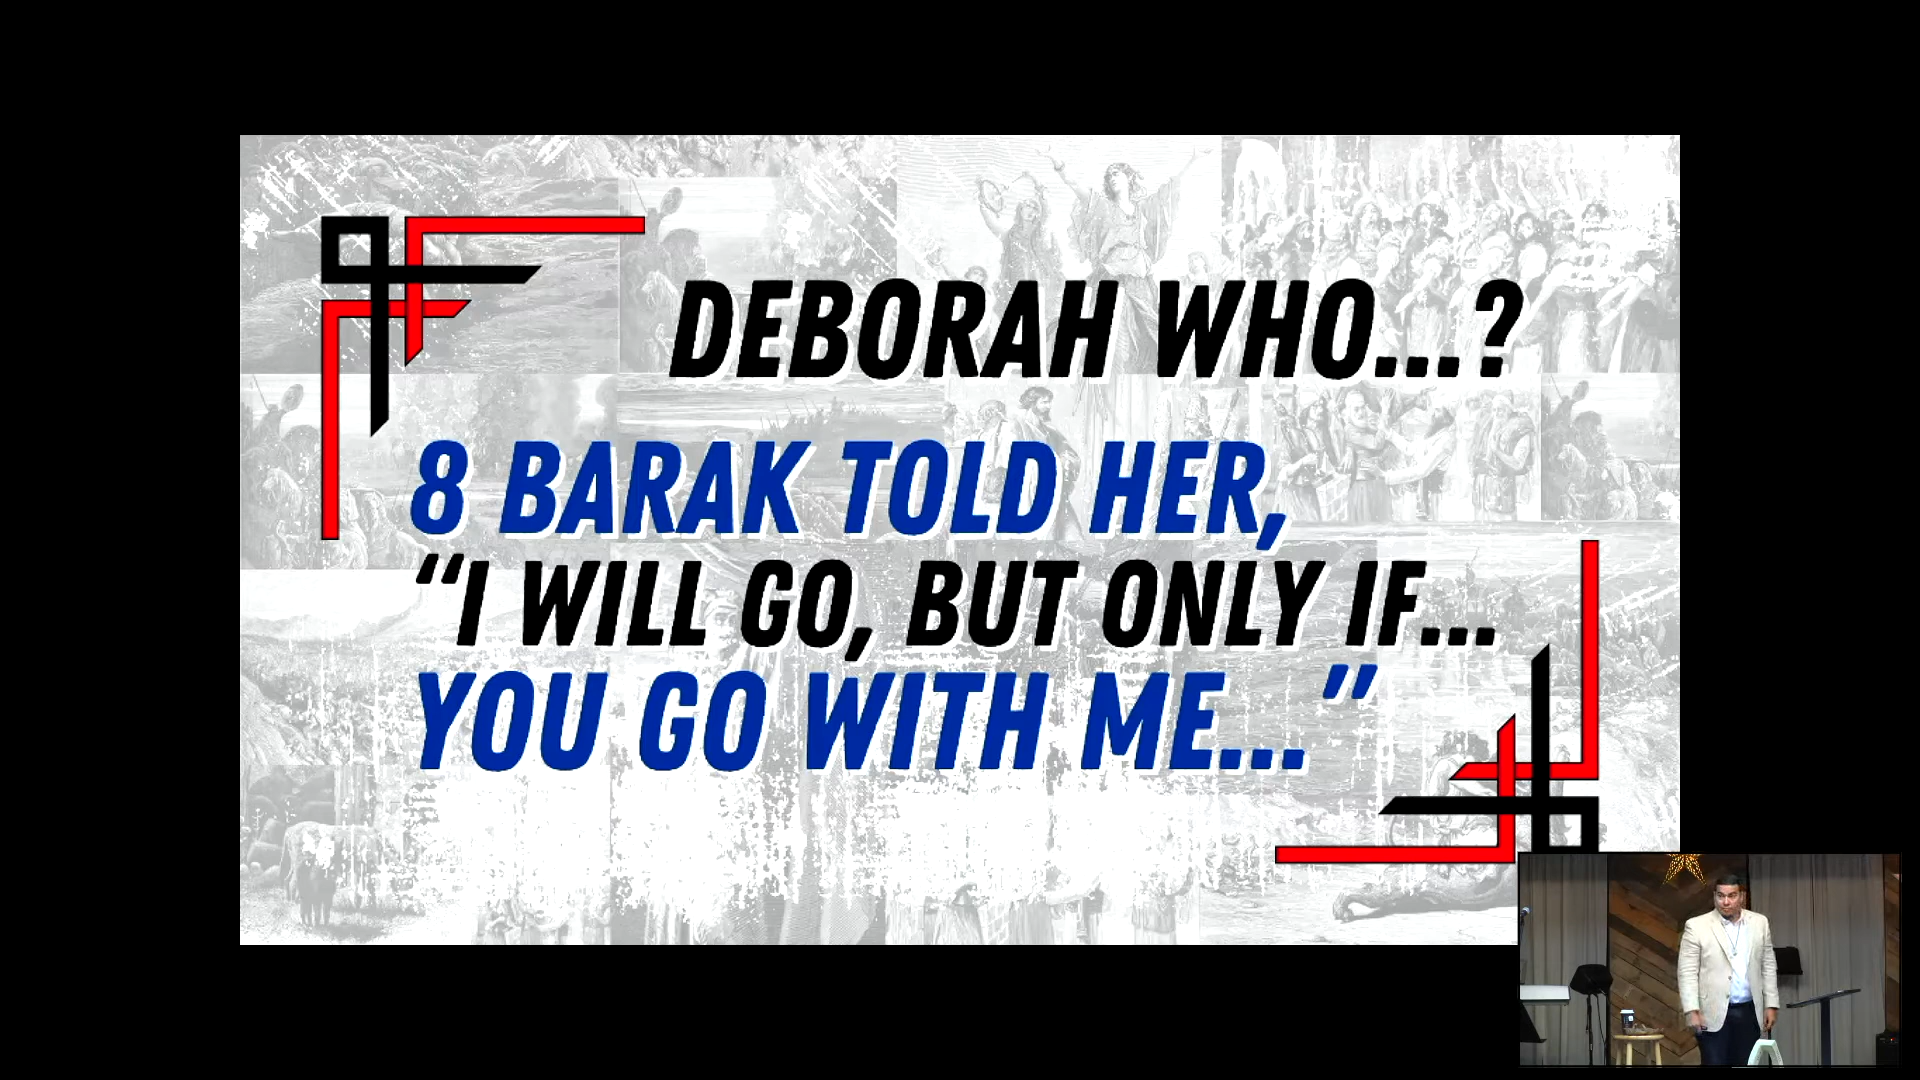 DEBORAH WHO...?
8 BARAK TOLD HER,
“I WILL GO, BUT ONLY IF...
YOU GO WITH ME...”